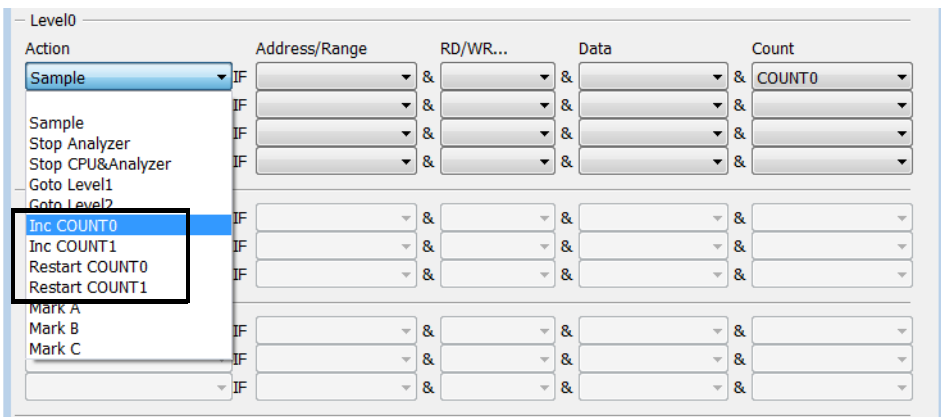 Level0
Action Address/Range RD/WR... Data Count
Sample IF & & & COUNT0
IF & & &
Sample
IF & & &
Stop Analyzer
Stop CPU&Analyzer IF & & &
Goto Level1
Goto Level2
Inc COUNT0 IF & & &
Inc COUNT1 IF & & &
Restart COUNT0 IF & & &
Restart COUNT1
Mark A
Mark B IF & & &
Mark C IF & & &
IF & & &